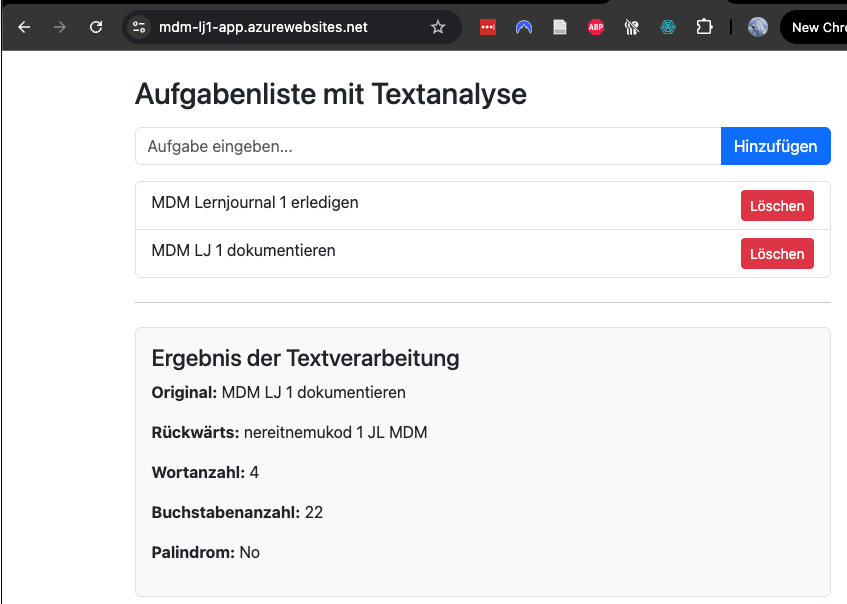 mdm-lj1-app.azurewebsites.net
ABP
New Chr
Aufgabenliste mit Textanalyse
Aufgabe eingeben...
Hinzufügen
MDM Lernjournal 1 erledigen
Löschen
MDM LJ 1 dokumentieren
Löschen
Ergebnis der Textverarbeitung
Original: MDM LJ 1 dokumentieren
Rückwärts: nereitnemukod 1 JL MDM
Wortanzahl: 4
Buchstabenanzahl: 22
Palindrom: No